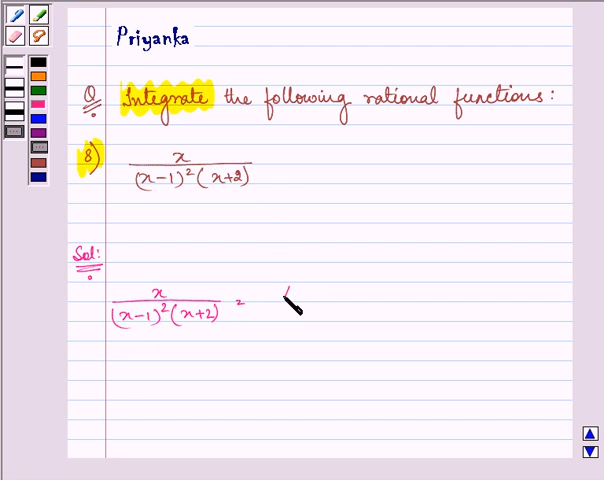 Priyanka
Q Integrate the following rational functions:
8) x / (x-1)² (x+2)
Sol:
x / (x-1)² (x+2) =